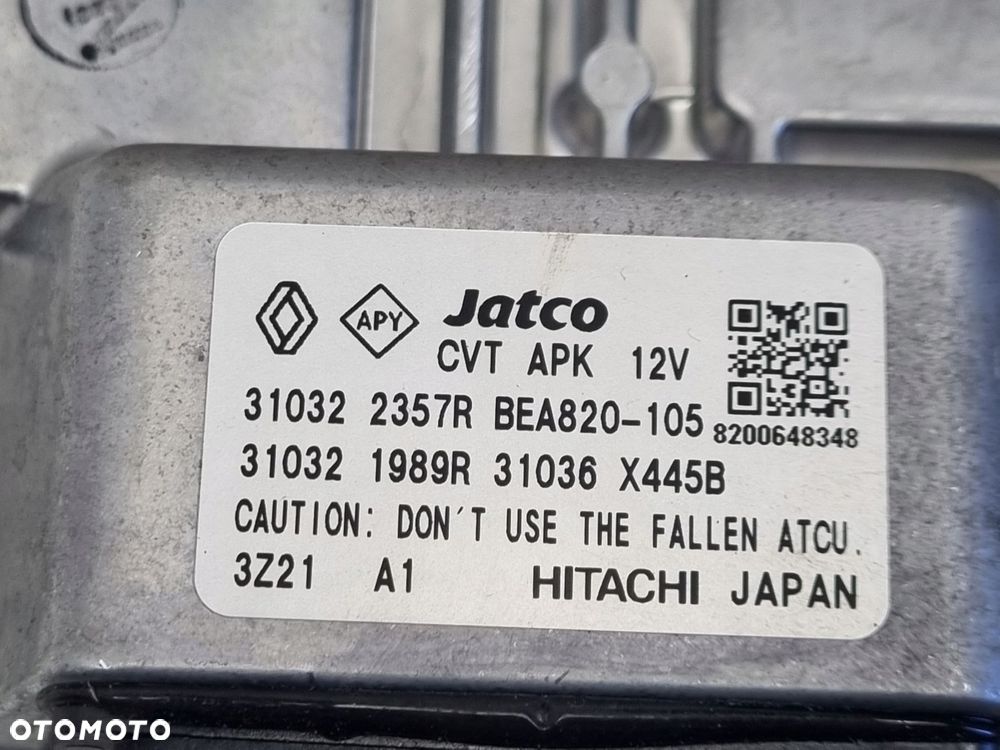 APY Jatco
CVT APK 12V
31032 2357R BEA820-105
8200648348
31032 1989R 31036 X445B
CAUTION: DON'T USE THE FALLEN ATCU.
3Z21 A1 HITACHI JAPAN
OTOMOTO